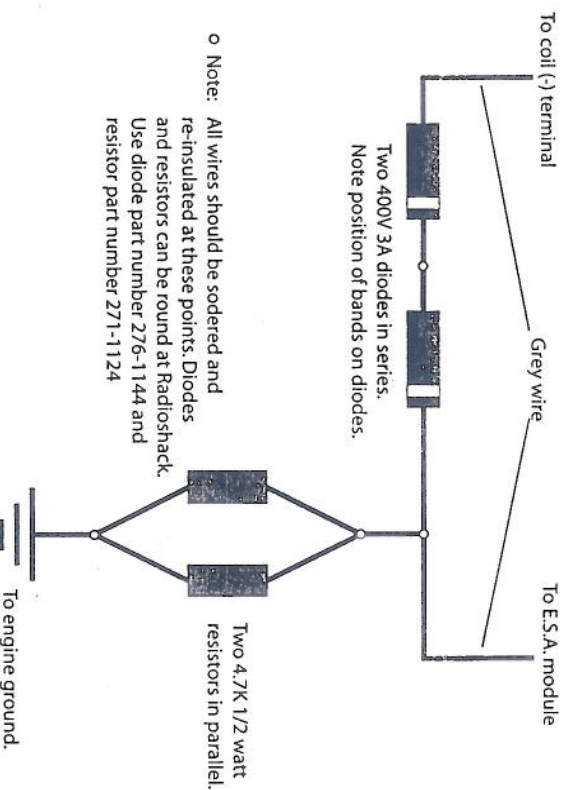 To coil (-) terminal
Grey wire
To E.S.A. module
Two 400V 3A diodes in series.
Note position of bands on diodes.
Note: All wires should be sodered and
re-insulated at these points. Diodes
and resistors can be round at Radioshack.
Use diode part number 276-1144 and
resistor part number 271-1124
Two 4.7K 1/2 watt
resistors in parallel.
To engine ground.